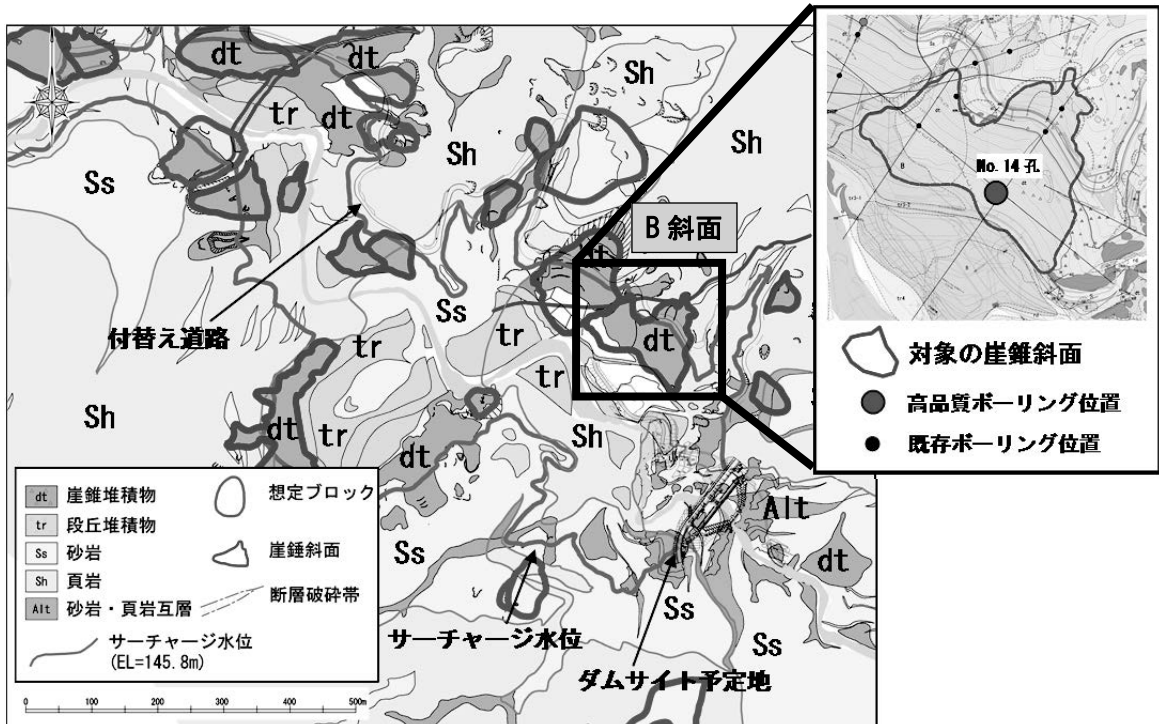 dt
dt
Sh
tr
dt
Sh
Sh
Ss
B 斜面
dt
Ss
付替え道路
tr
tr
dt
tr
Sh
dt
tr
dt
Sh
Alt
Ss
dt
Ss
Ss
サーチャージ水位
ダムサイト予定地
No. 14 孔
対象の崖錐斜面
高品質ボーリング位置
既存ボーリング位置
dt 崖錐堆積物
tr 段丘堆積物
Ss 砂岩
Sh 頁岩
Alt 砂岩・頁岩互層
想定ブロック
崖錘斜面
断層破砕帯
サーチャージ水位
(EL=145.8m)
0 100 200 300 400 500m